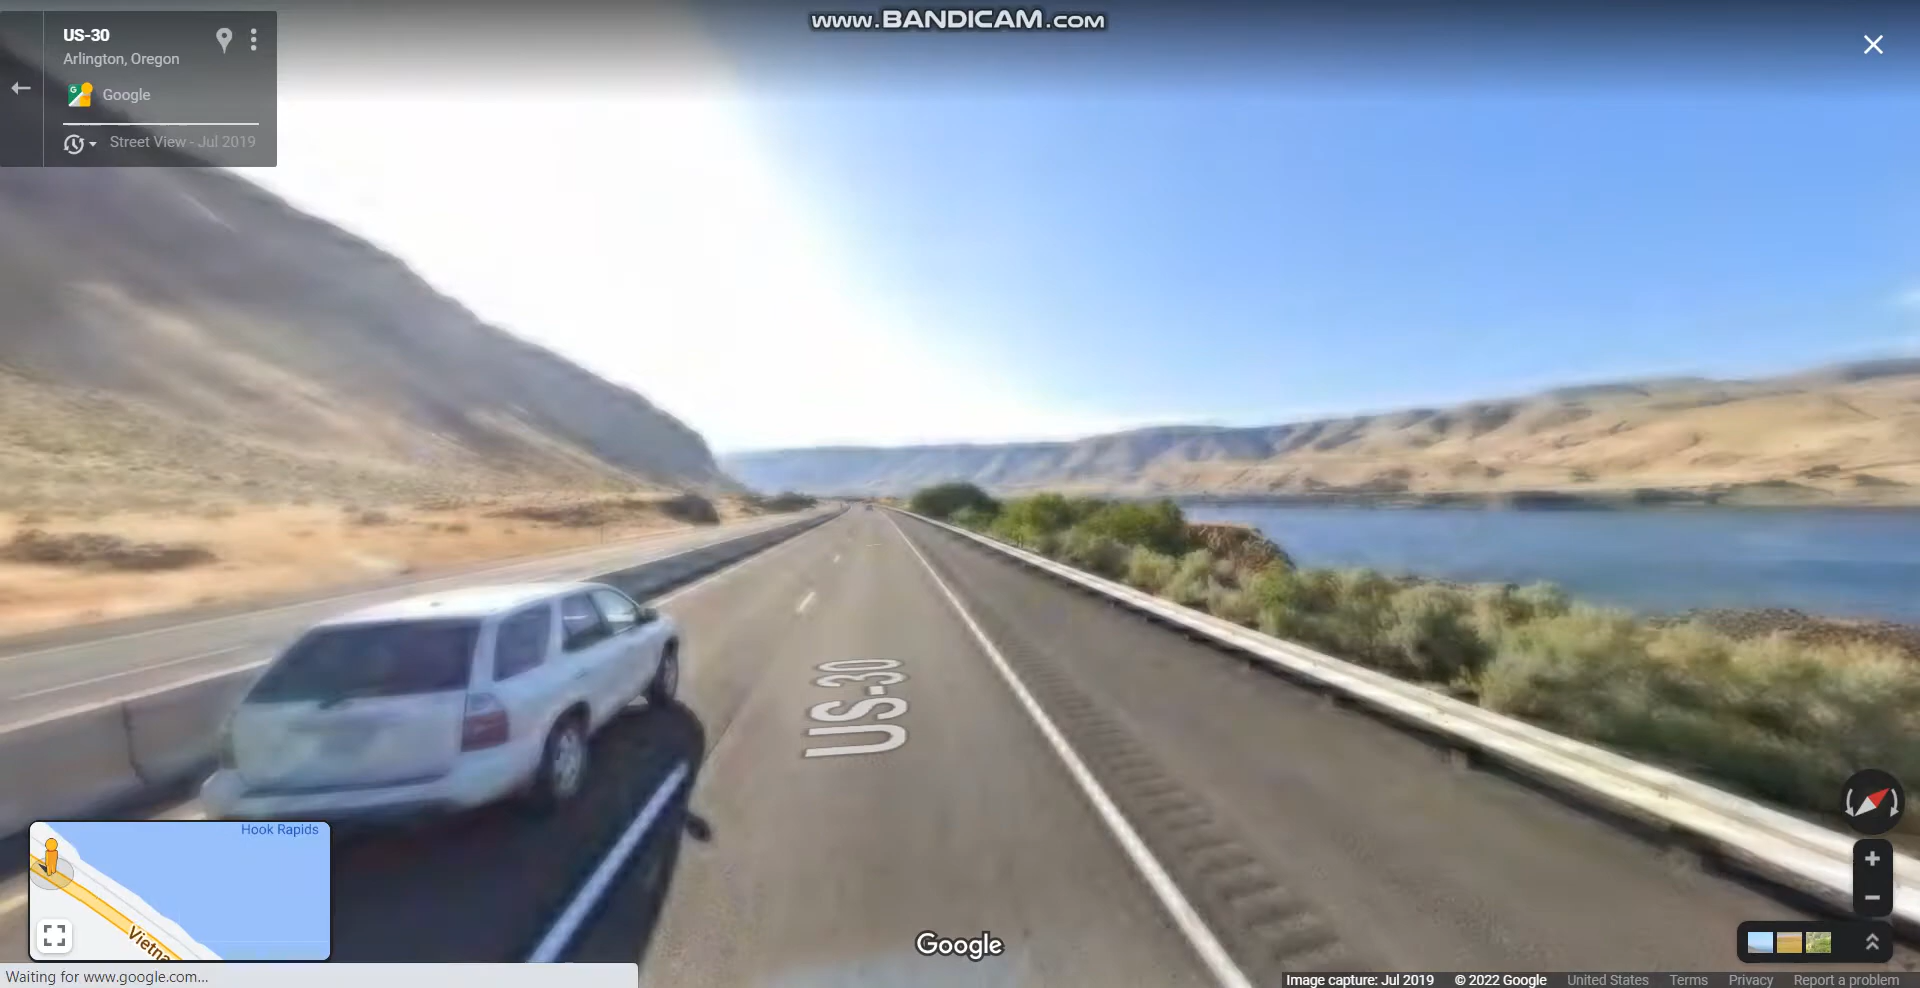 www.BANDICAM.com
US-30
Arlington, Oregon
G
Google
Street View - Jul 2019
US-30
Hook Rapids
Vietna
Google
Waiting for www.google.com...
Image capture: Jul 2019 © 2022 Google United States Terms Privacy Report a problem